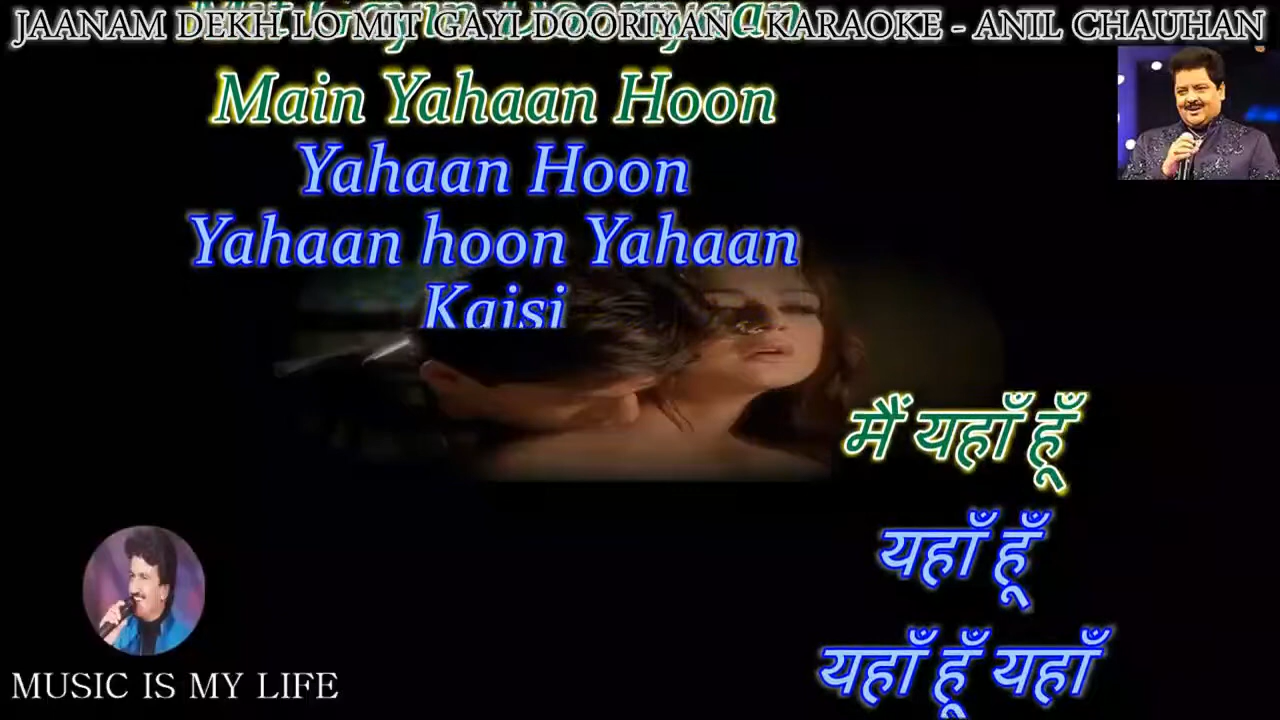 JAANAM DEKH LO MIT GAYI DOORIYAN - KARAOKE - ANIL CHAUHAN
Main Yahaan Hoon
Yahaan Hoon
Yahaan hoon Yahaan
Kaisi
मैं यहाँ हूँ
यहाँ हूँ
यहाँ हूँ यहाँ
MUSIC IS MY LIFE